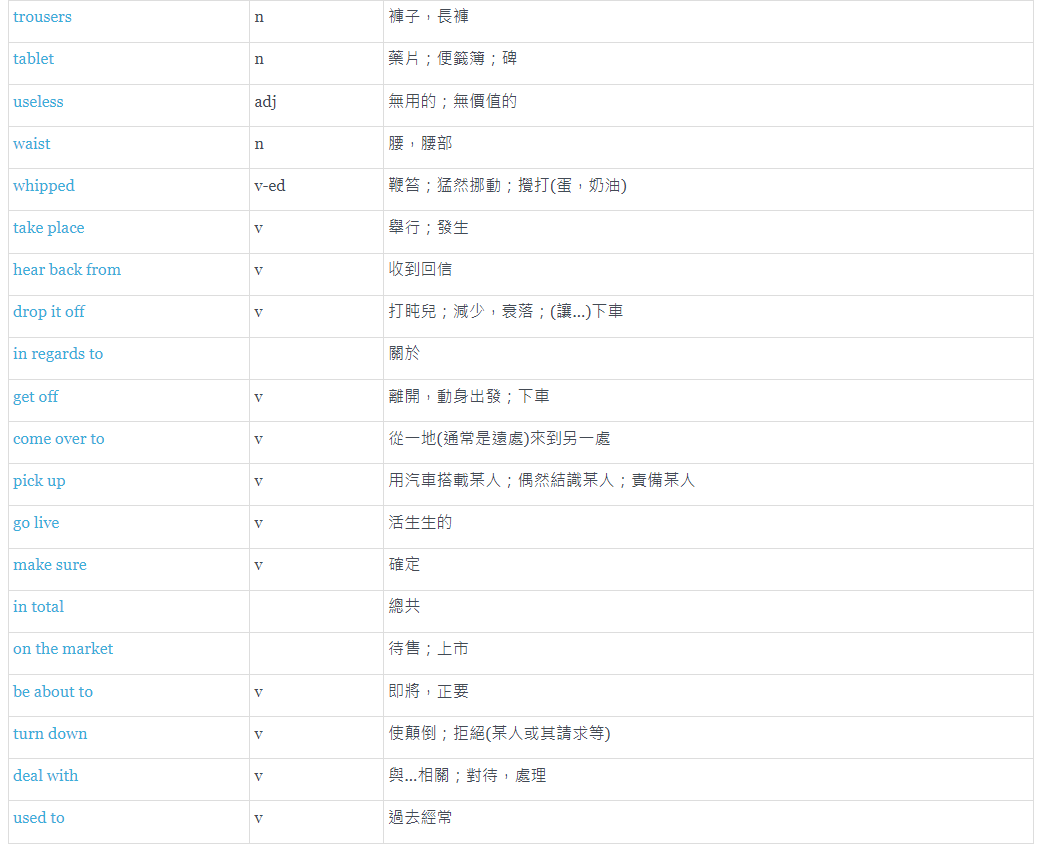 trousers n 褲子，長褲
tablet n 藥片；便籤簿；碑
useless adj 無用的；無價值的
waist n 腰，腰部
whipped v-ed 鞭笞；猛然挪動；攪打(蛋，奶油)
take place v 舉行；發生
hear back from v 收到回信
drop it off v 打盹兒；減少，衰落；(讓...)下車
in regards to 關於
get off v 離開，動身出發；下車
come over to v 從一地(通常是遠處)來到另一處
pick up v 用汽車搭載某人；偶然結識某人；責備某人
go live v 活生生的
make sure v 確定
in total 總共
on the market 待售；上市
be about to v 即將，正要
turn down v 使顛倒；拒絕(某人或其請求等)
deal with v 與...相關；對待，處理
used to v 過去經常